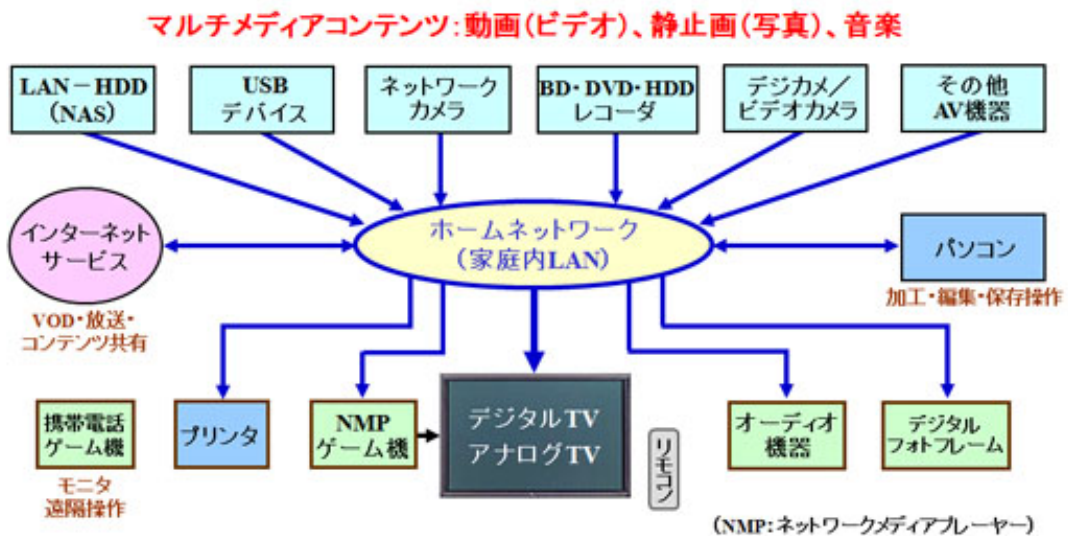 マルチメディアコンテンツ:動画(ビデオ)、静止画(写真)、音楽
LAN－HDD
(NAS)
USB
デバイス
ネットワーク
カメラ
BD・DVD・HDD
レコーダ
デジカメ/
ビデオカメラ
その他
AV機器
インターネット
サービス
ホームネットワーク
(家庭内LAN)
パソコン
VOD・放送・
コンテンツ共有
加工・編集・保存操作
携帯電話
ゲーム機
プリンタ
NMP
ゲーム機
デジタルTV
アナログTV
リモコン
オーディオ
機器
デジタル
フォトフレーム
モニタ
遠隔操作
(NMP:ネットワークメディアプレーヤー)